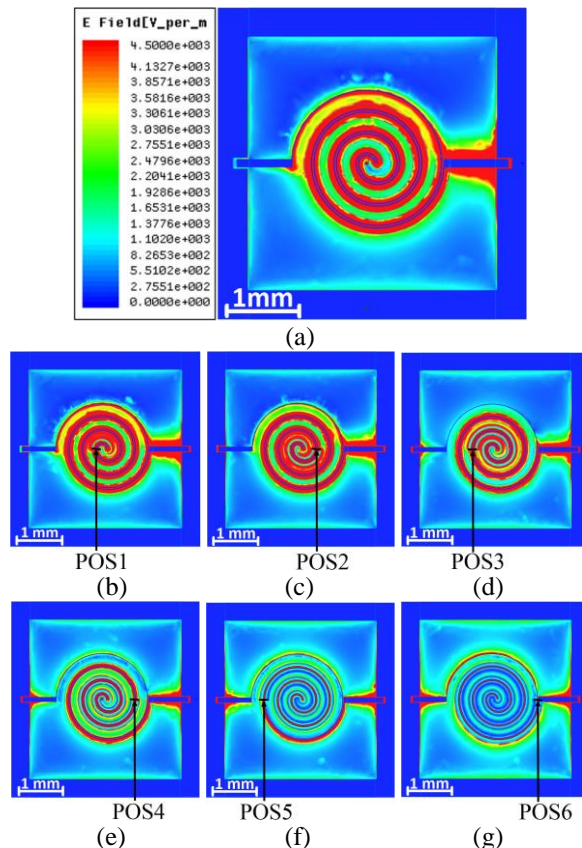 E Field[V_per_m
4.5000e+003
4.1327e+003
3.8571e+003
3.5816e+003
3.3061e+003
3.0306e+003
2.7551e+003
2.4796e+003
2.2041e+003
1.9286e+003
1.6531e+003
1.3776e+003
1.1020e+003
8.2653e+002
5.5102e+002
2.7551e+002
0.0000e+000
1mm
(a)
1 mm
1 mm
1 mm
POS1
POS2
POS3
(b)
(c)
(d)
1 mm
1 mm
1 mm
POS4
POS5
POS6
(e)
(f)
(g)